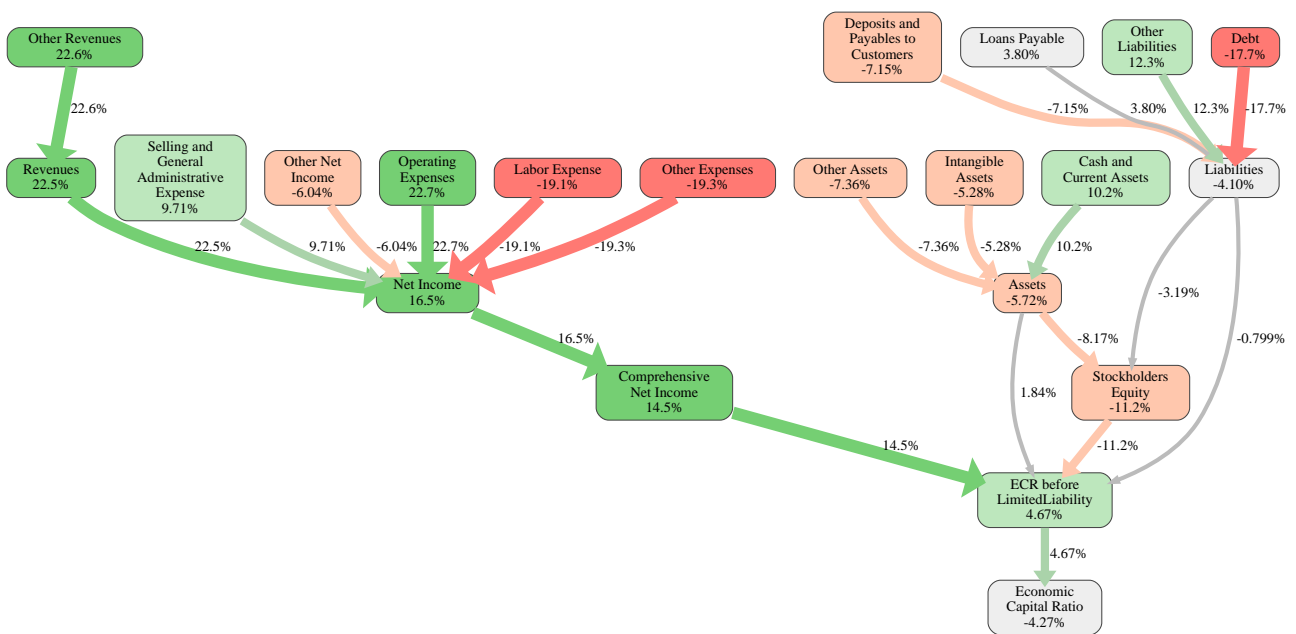 Other Revenues
22.6%
Deposits and
Payables to
Customers
-7.15%
Loans Payable
3.80%
Other
Liabilities
12.3%
Debt
-17.7%
22.6%
-7.15%
3.80%
12.3%
-17.7%
Revenues
22.5%
Selling and
General
Administrative
Expense
9.71%
Other Net
Income
-6.04%
Operating
Expenses
22.7%
Labor Expense
-19.1%
Other Expenses
-19.3%
Other Assets
-7.36%
Intangible
Assets
-5.28%
Cash and
Current Assets
10.2%
Liabilities
-4.10%
22.5%
9.71%
-6.04%
22.7%
-19.1%
-19.3%
-7.36%
-5.28%
10.2%
Net Income
16.5%
Assets
-5.72%
-3.19%
-0.799%
16.5%
-8.17%
Comprehensive
Net Income
14.5%
1.84%
Stockholders
Equity
-11.2%
14.5%
-11.2%
ECR before
LimitedLiability
4.67%
4.67%
Economic
Capital Ratio
-4.27%